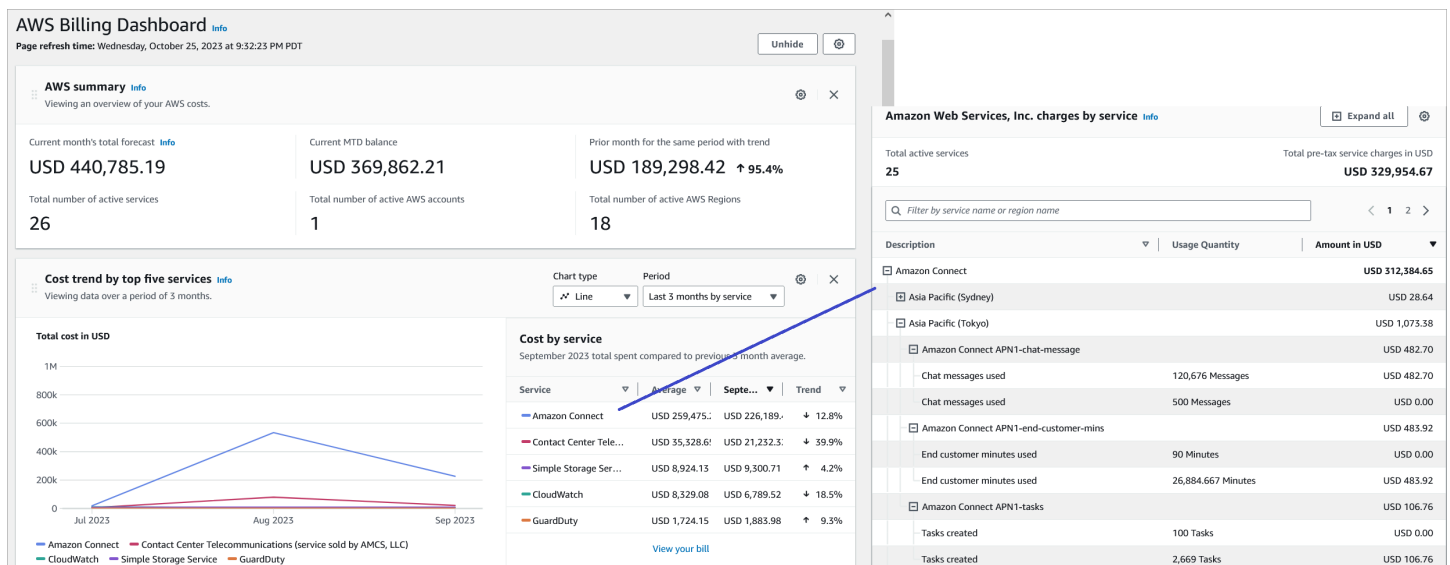 AWS Billing Dashboard Info
Page refresh time: Wednesday, October 25, 2023 at 9:32:23 PM PDT
Unhide
AWS summary Info
Viewing an overview of your AWS costs.
Current month's total forecast Info
USD 440,785.19
Current MTD balance
USD 369,862.21
Prior month for the same period with trend
USD 189,298.42 ↑ 95.4%
Total number of active services
26
Total number of active AWS accounts
1
Total number of active AWS Regions
18
Cost trend by top five services Info
Viewing data over a period of 3 months.
Chart type
Line
Period
Last 3 months by service
Total cost in USD
1M
800k
600k
400k
200k
0
Jul 2023 Aug 2023 Sep 2023
Amazon Connect Contact Center Telecommunications (service sold by AMCS, LLC)
CloudWatch Simple Storage Service GuardDuty
Cost by service
September 2023 total spent compared to previous 3 month average.
Service Average Septe... Trend
Amazon Connect USD 259,475. USD 226,189. ↓ 12.8%
Contact Center Tele... USD 35,328.6 USD 21,232.3 ↓ 39.9%
Simple Storage Ser... USD 8,924.13 USD 9,300.71 ↑ 4.2%
CloudWatch USD 8,329.08 USD 6,789.52 ↓ 18.5%
GuardDuty USD 1,724.15 USD 1,883.98 ↑ 9.3%
View your bill
Amazon Web Services, Inc. charges by service Info
Expand all
Total active services
25
Total pre-tax service charges in USD
USD 329,954.67
Filter by service name or region name
1 2
Description Usage Quantity Amount in USD
Amazon Connect USD 312,384.65
Asia Pacific (Sydney) USD 28.64
Asia Pacific (Tokyo) USD 1,073.38
Amazon Connect APN1-chat-message USD 482.70
Chat messages used 120,676 Messages USD 482.70
Chat messages used 500 Messages USD 0.00
Amazon Connect APN1-end-customer-mins USD 483.92
End customer minutes used 90 Minutes USD 0.00
End customer minutes used 26,884.667 Minutes USD 483.92
Amazon Connect APN1-tasks USD 106.76
Tasks created 100 Tasks USD 0.00
Tasks created 2,669 Tasks USD 106.76